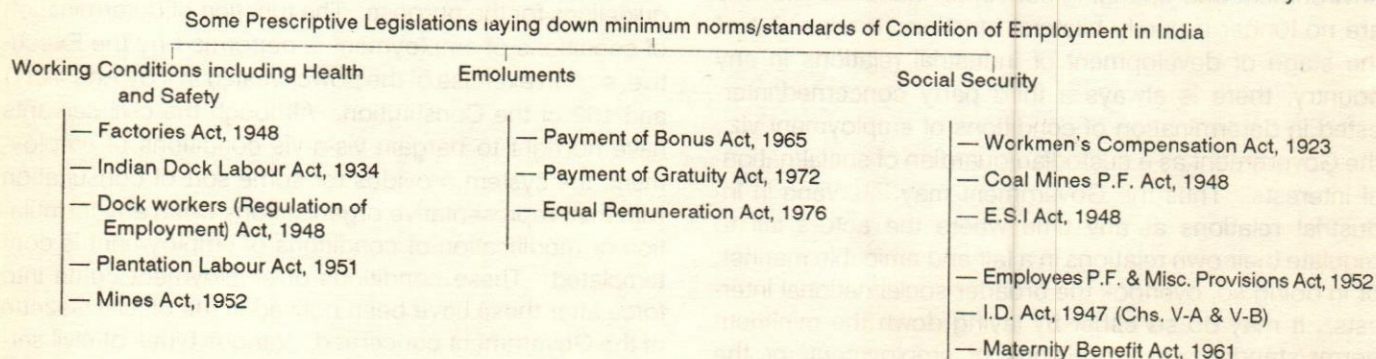 Some Prescriptive Legislations laying down minimum norms/standards of Condition of Employment in India
Working Conditions including Health
and Safety
— Factories Act, 1948
— Indian Dock Labour Act, 1934
— Dock workers (Regulation of
Employment) Act, 1948
— Plantation Labour Act, 1951
— Mines Act, 1952
Emoluments
— Payment of Bonus Act, 1965
— Payment of Gratuity Act, 1972
— Equal Remuneration Act, 1976
Social Security
— Workmen's Compensation Act, 1923
— Coal Mines P.F. Act, 1948
— E.S.I Act, 1948
— Employees P.F. & Misc. Provisions Act, 1952
— I.D. Act, 1947 (Chs. V-A & V-B)
— Maternity Benefit Act, 1961